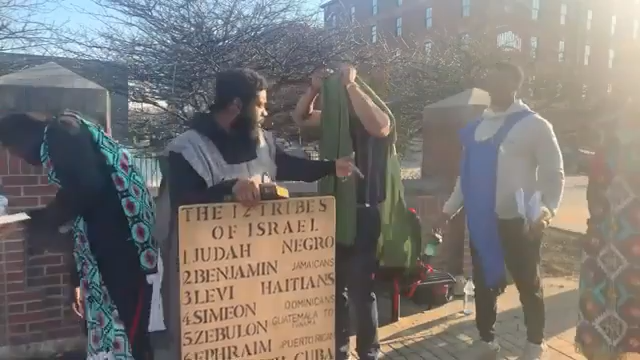 THE 12 TRIBES
OF ISRAEL
1 JUDAH NEGRO
2 BENJAMIN JAMAICANS
3 LEVI HAITIANS
4 SIMEON DOMINICANS
5 ZEBULON GUATEMALA TO PANAMA
6 EPHRAIM PUERTO RICA
CUBA